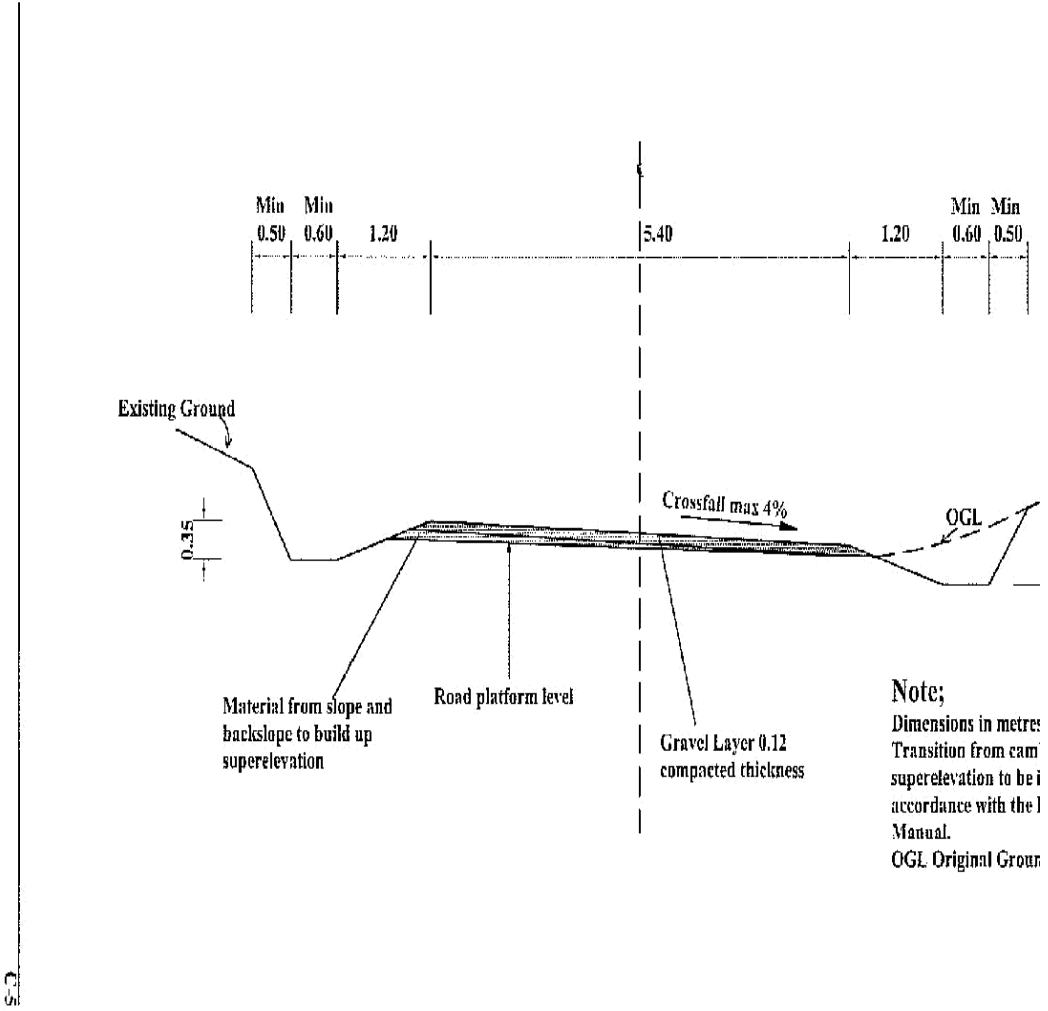 Min Min
0.50 0.60 1.20 5.40 1.20
Min Min
0.60 0.50
Existing Ground
Crossfall max 4%
OGL
0.35
Material from slope and
backslope to build up
superelevation
Road platform level
Gravel Layer 0.12
compacted thickness
Note;
Dimensions in metres
Transition from cam
superelevation to be i
accordance with the
Manual.
OGL Original Groun
C-5